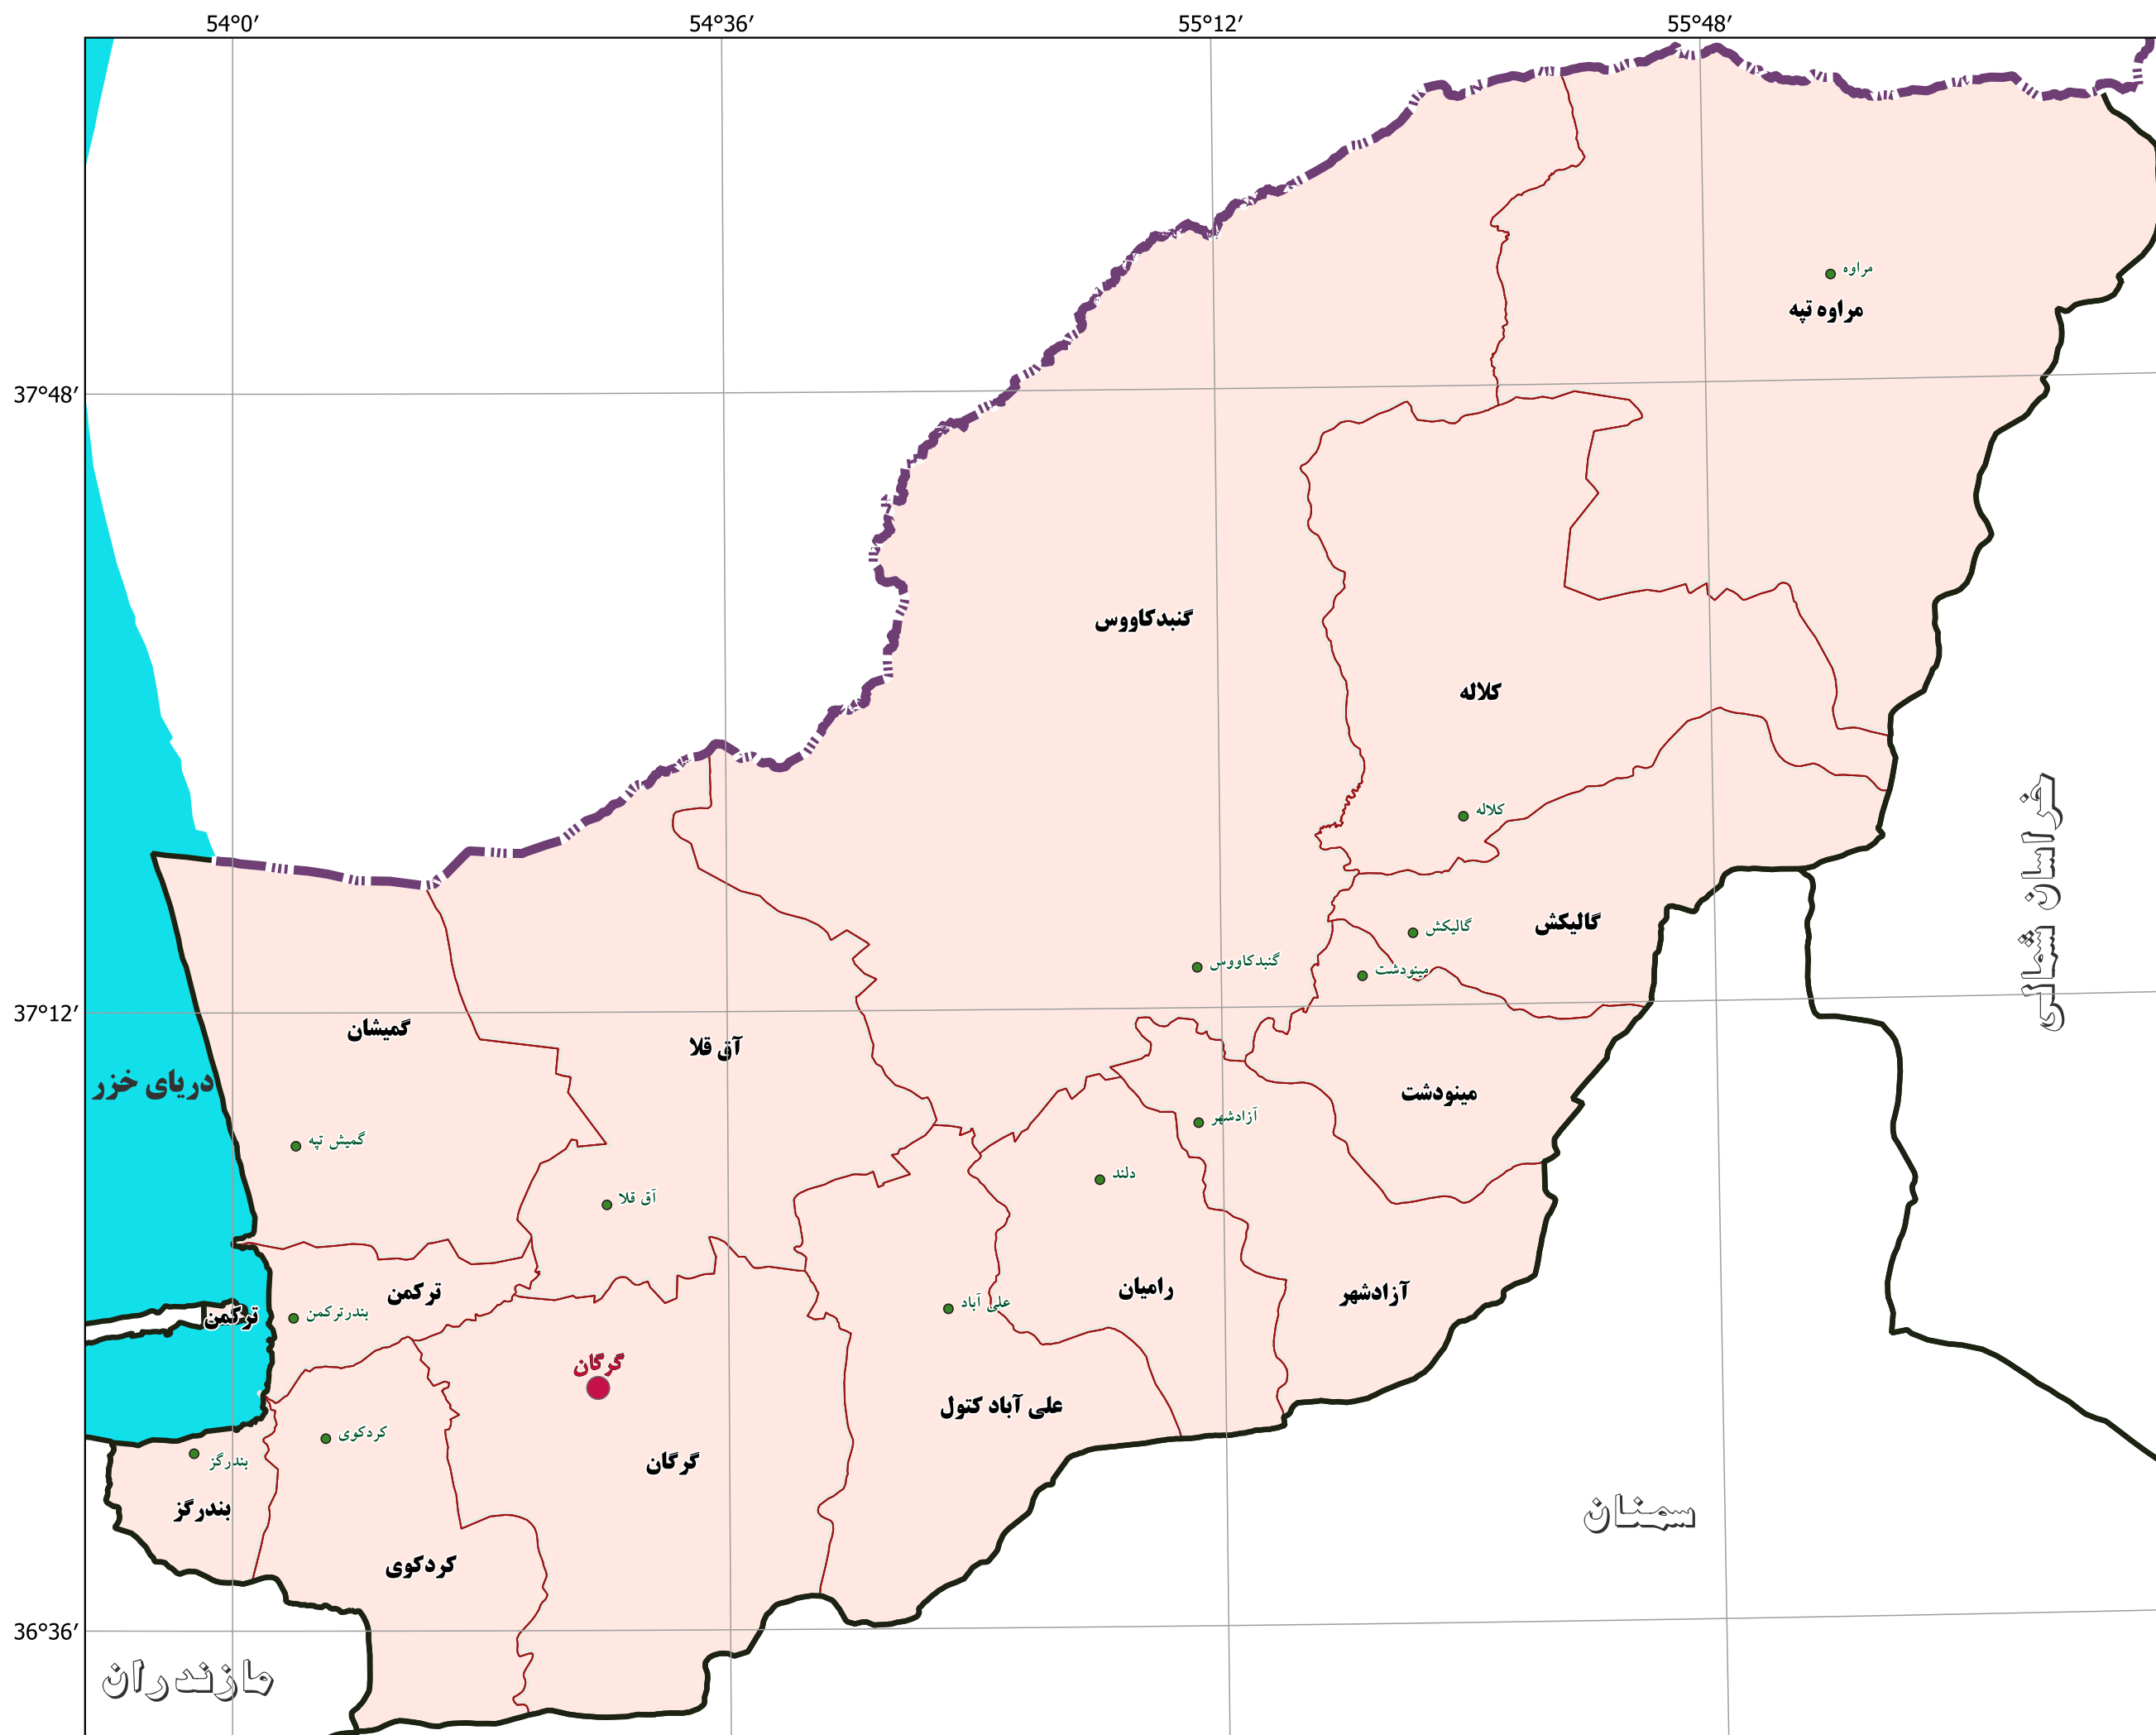 54°0′ 54°36′ 55°12′ 55°48′
مراوه
مراوه تپه
37°48′
گنبدکاووس
کلاله
کلاله
خراسان شمالی
گالیکش
گالیکش
گنبدکاووس
مینودشت
37°12′
گمیشان
آق قلا
دریای خزر
مینودشت
آزادشهر
گمیش تپه
دلند
آق قلا
ترکمن
رامیان
آزادشهر
علی آباد
بندرترکمن
ترکمن
گرگان
علی آباد کتول
کردکوی
بندرگز
گرگان
بندرگز
سمنان
کردکوی
36°36′
مازندران